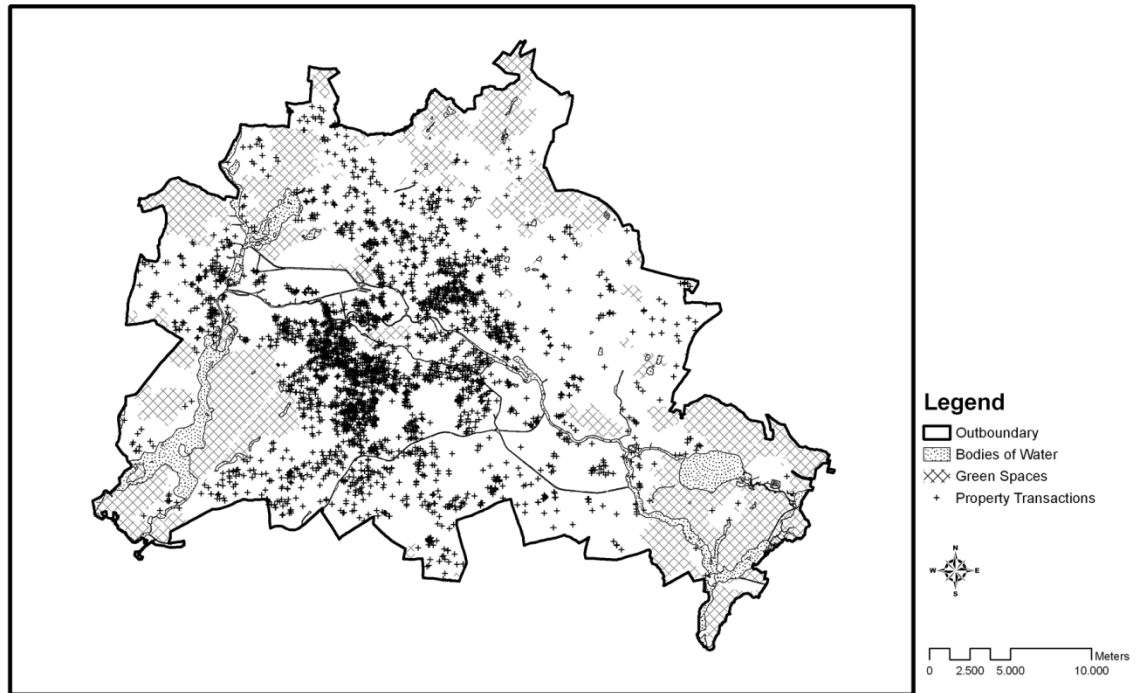 Legend
Outboundary
Bodies of Water
Green Spaces
Property Transactions
N
W E
S
Meters
0 2.500 5.000 10.000